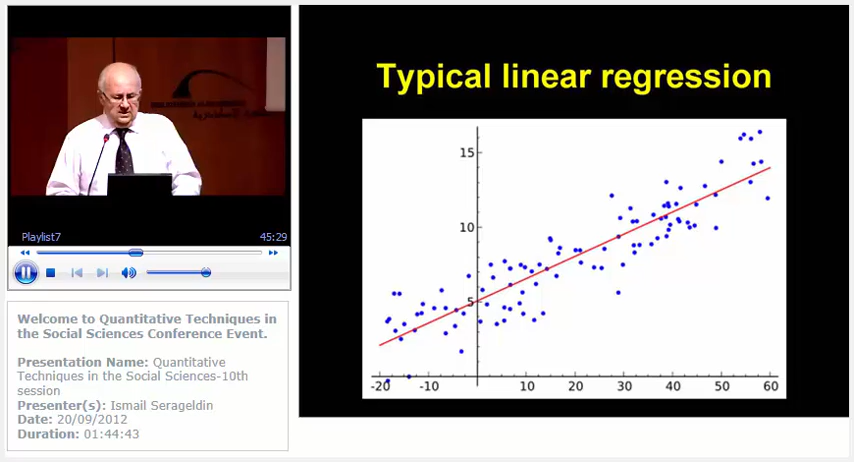 Playlist7
45:29
Welcome to Quantitative Techniques in
the Social Sciences Conference Event.
Presentation Name: Quantitative
Techniques in the Social Sciences-10th
session
Presenter(s): Ismail Serageldin
Date: 20/09/2012
Duration: 01:44:43
Typical linear regression
15
10
5
-20 -10 10 20 30 40 50 60